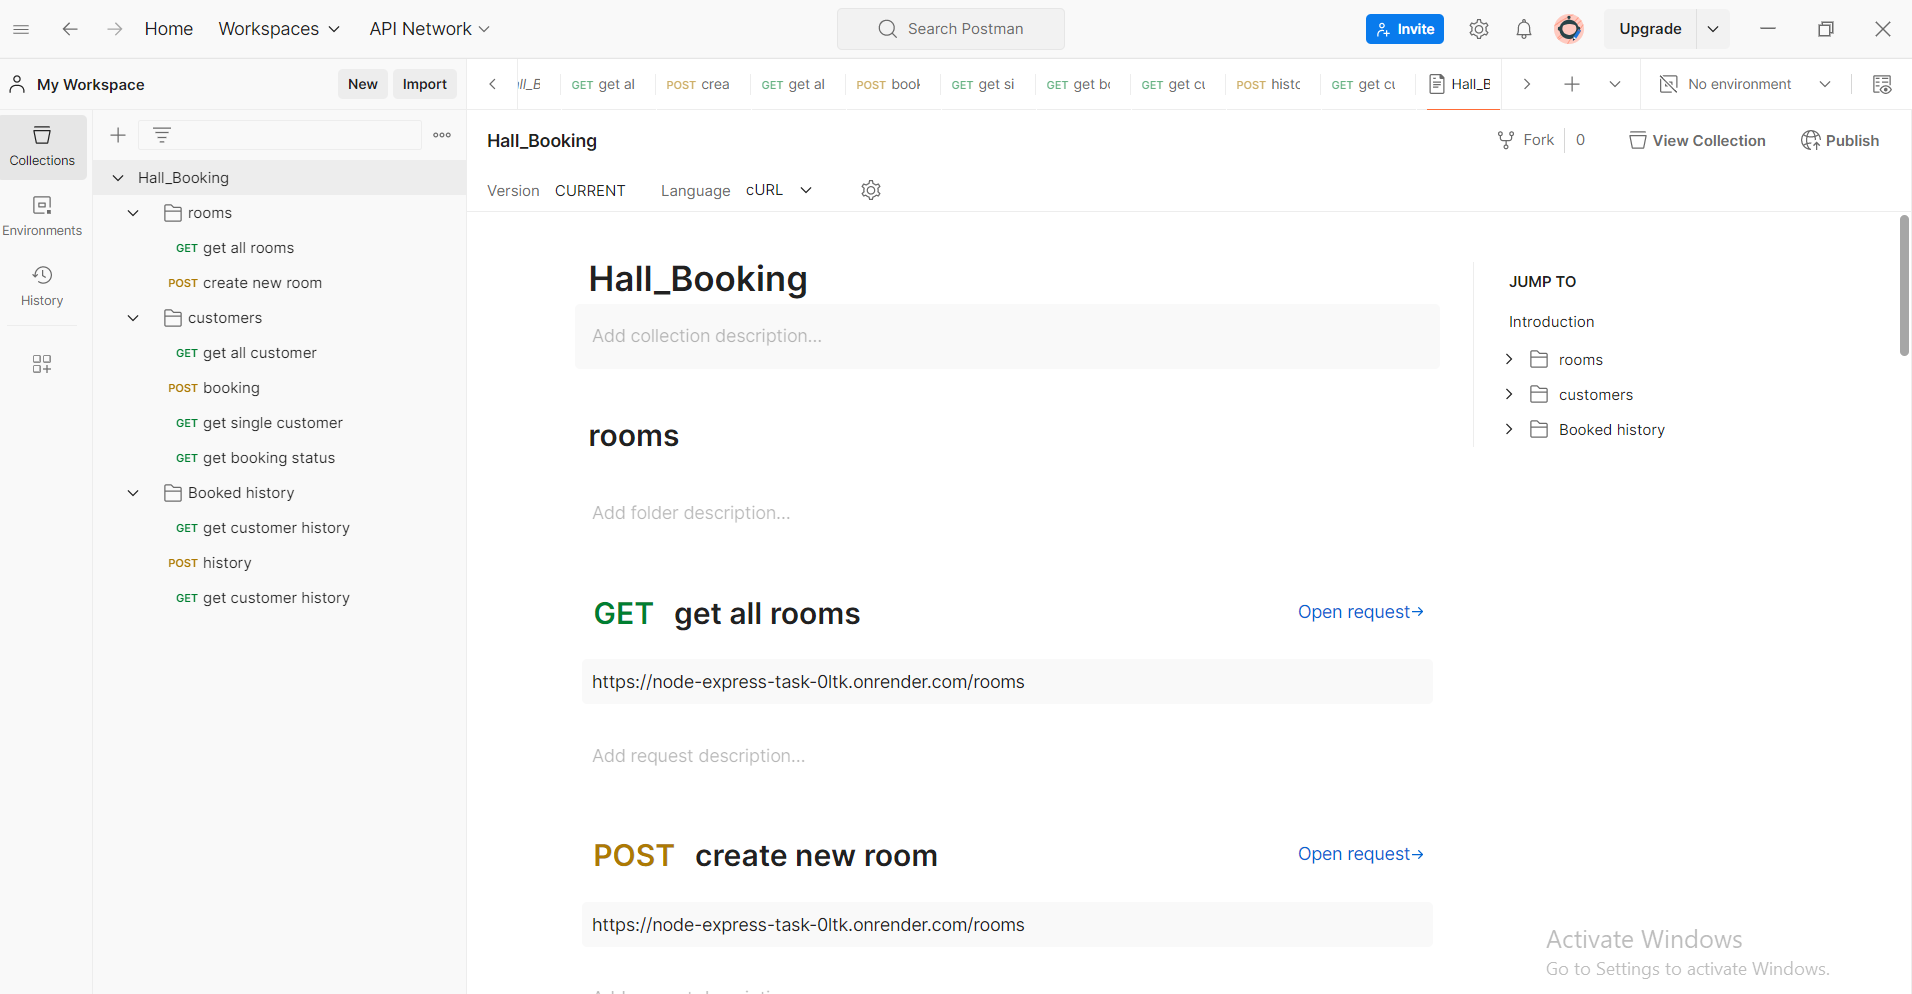 Home Workspaces API Network Search Postman Invite Upgrade
My Workspace New Import
GET get al POST crea GET get al POST book GET get si GET get bo GET get cu POST histo GET get cu Hall_B No environment
Collections
Environments
History
Hall_Booking
rooms
GET get all rooms
POST create new room
customers
GET get all customer
POST booking
GET get single customer
GET get booking status
Booked history
GET get customer history
POST history
GET get customer history
Hall_Booking Fork 0 View Collection Publish
Version CURRENT Language cURL
Hall_Booking
Add collection description...
rooms
Add folder description...
GET get all rooms Open request→
https://node-express-task-0ltk.onrender.com/rooms
Add request description...
POST create new room Open request→
https://node-express-task-0ltk.onrender.com/rooms
JUMP TO
Introduction
rooms
customers
Booked history
Activate Windows
Go to Settings to activate Windows.